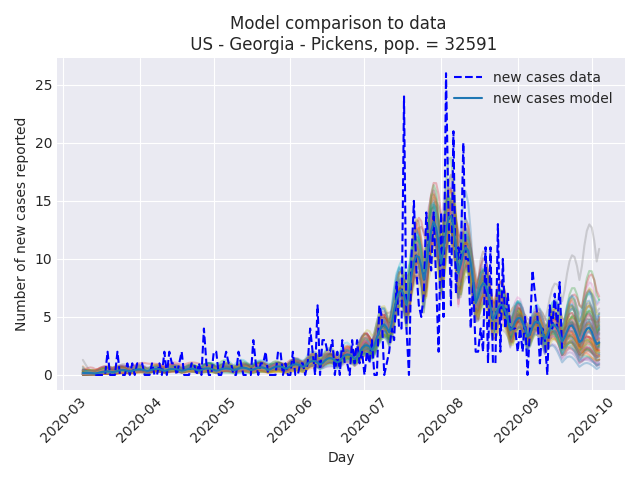 Model comparison to data
US - Georgia - Pickens, pop. = 32591
new cases data
new cases model
Number of new cases reported
25
20
15
10
5
0
2020-03
2020-04
2020-05
2020-06
2020-07
2020-08
2020-09
2020-10
Day